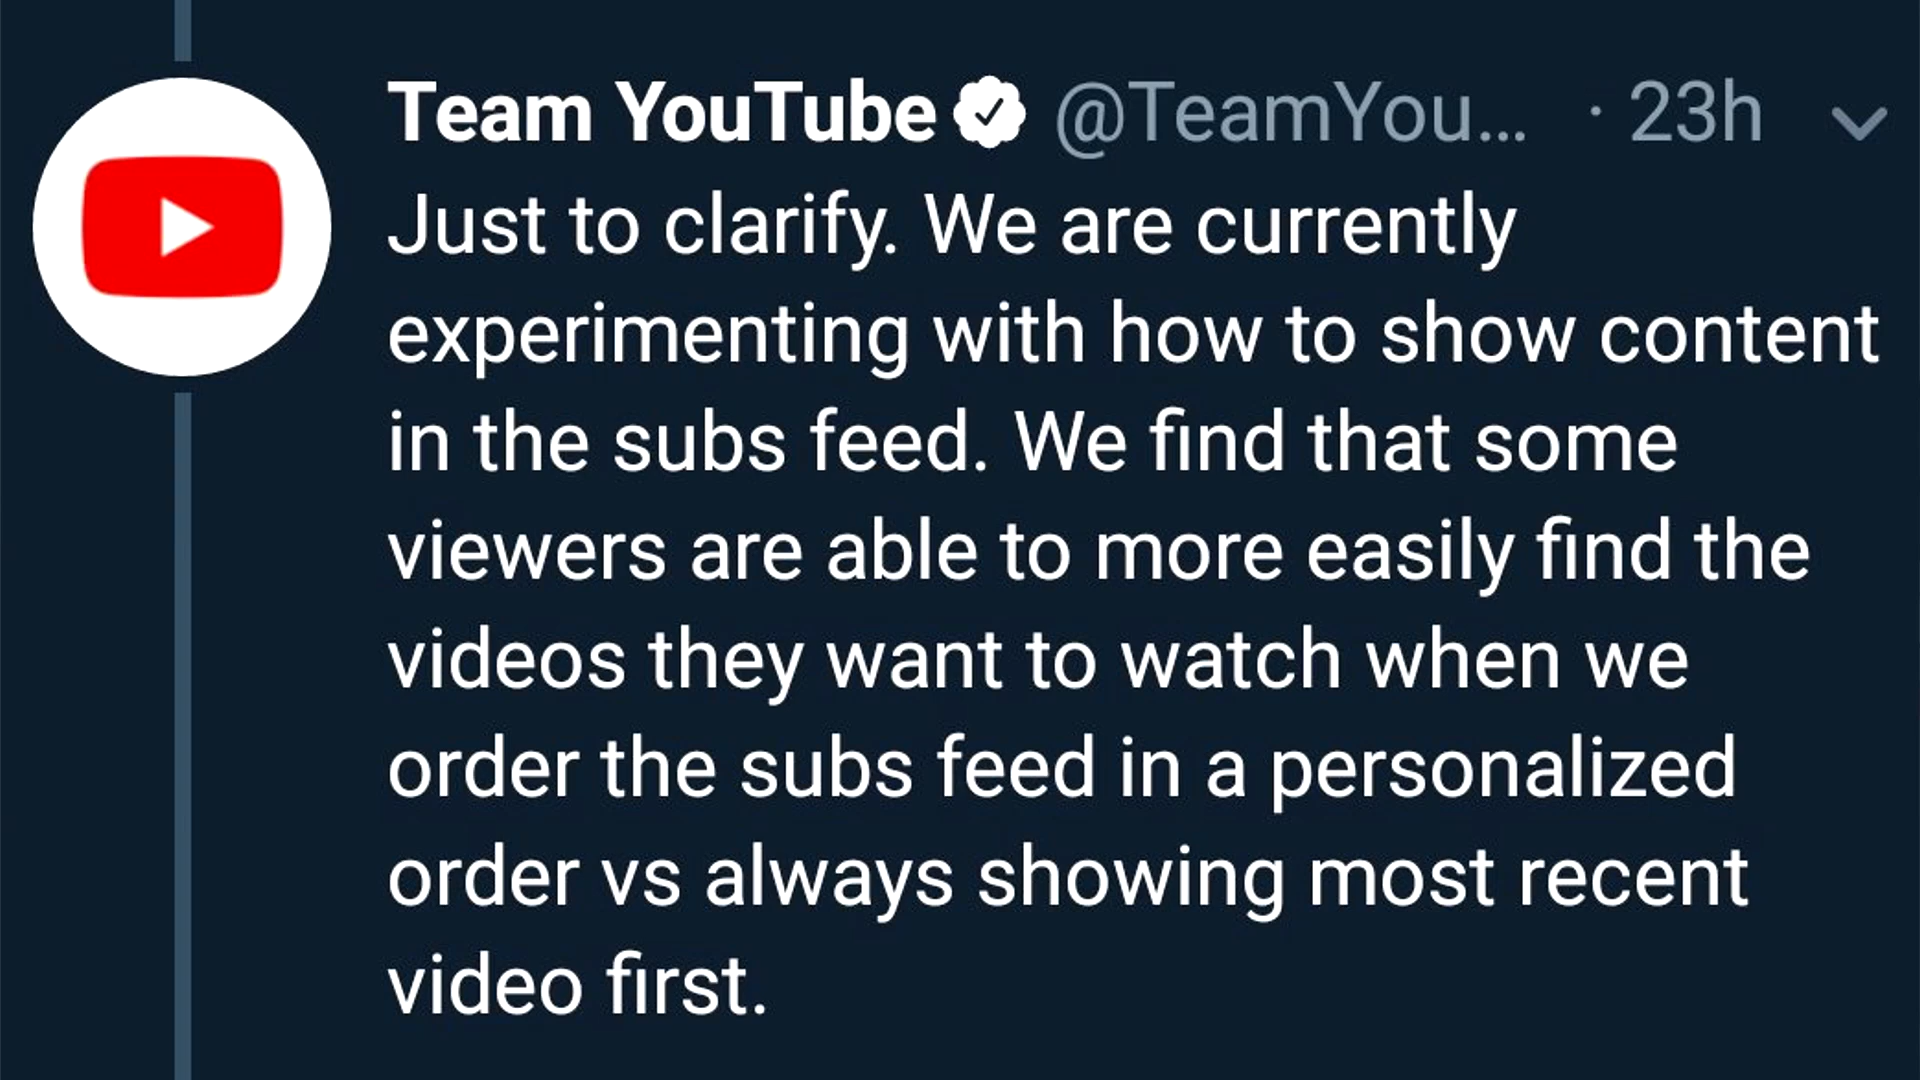 Team YouTube @TeamYou... · 23h
Just to clarify. We are currently
experimenting with how to show content
in the subs feed. We find that some
viewers are able to more easily find the
videos they want to watch when we
order the subs feed in a personalized
order vs always showing most recent
video first.